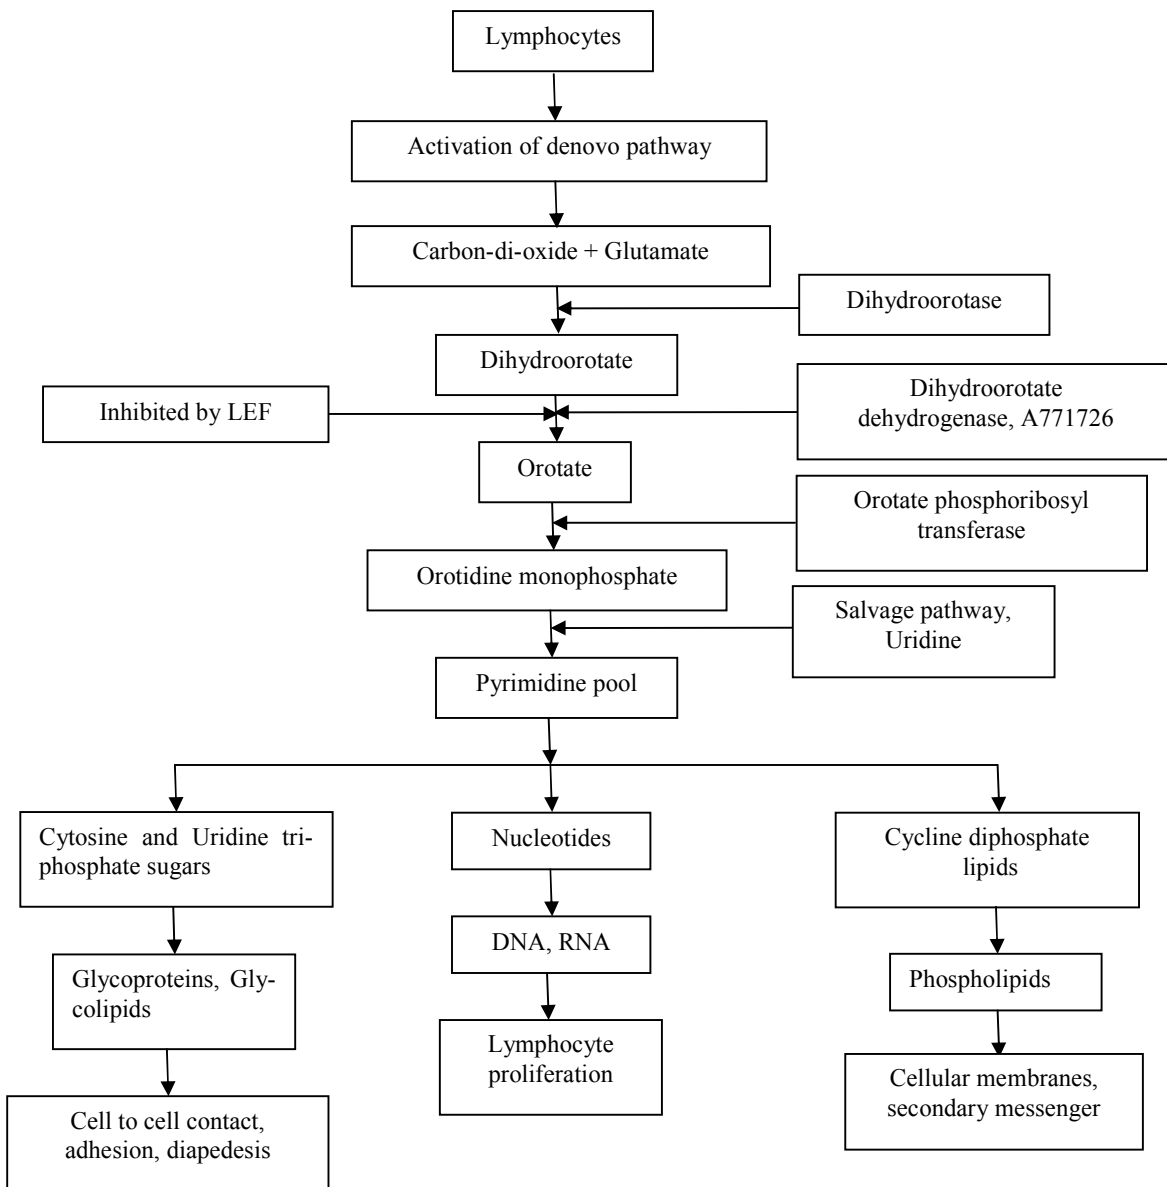 Lymphocytes
Activation of denovo pathway
Carbon-di-oxide + Glutamate
Dihydroorotase
Dihydroorotate
Inhibited by LEF
Dihydroorotate
dehydrogenase, A771726
Orotate
Orotate phosphoribosyl
transferase
Orotidine monophosphate
Salvage pathway,
Uridine
Pyrimidine pool
Cytosine and Uridine tri-
phosphate sugars
Nucleotides
Cycline diphosphate
lipids
DNA, RNA
Glycoproteins, Gly-
colipids
Phospolipids
Lymphocyte
proliferation
Cellular membranes,
secondary messenger
Cell to cell contact,
adhesion, diapedesis